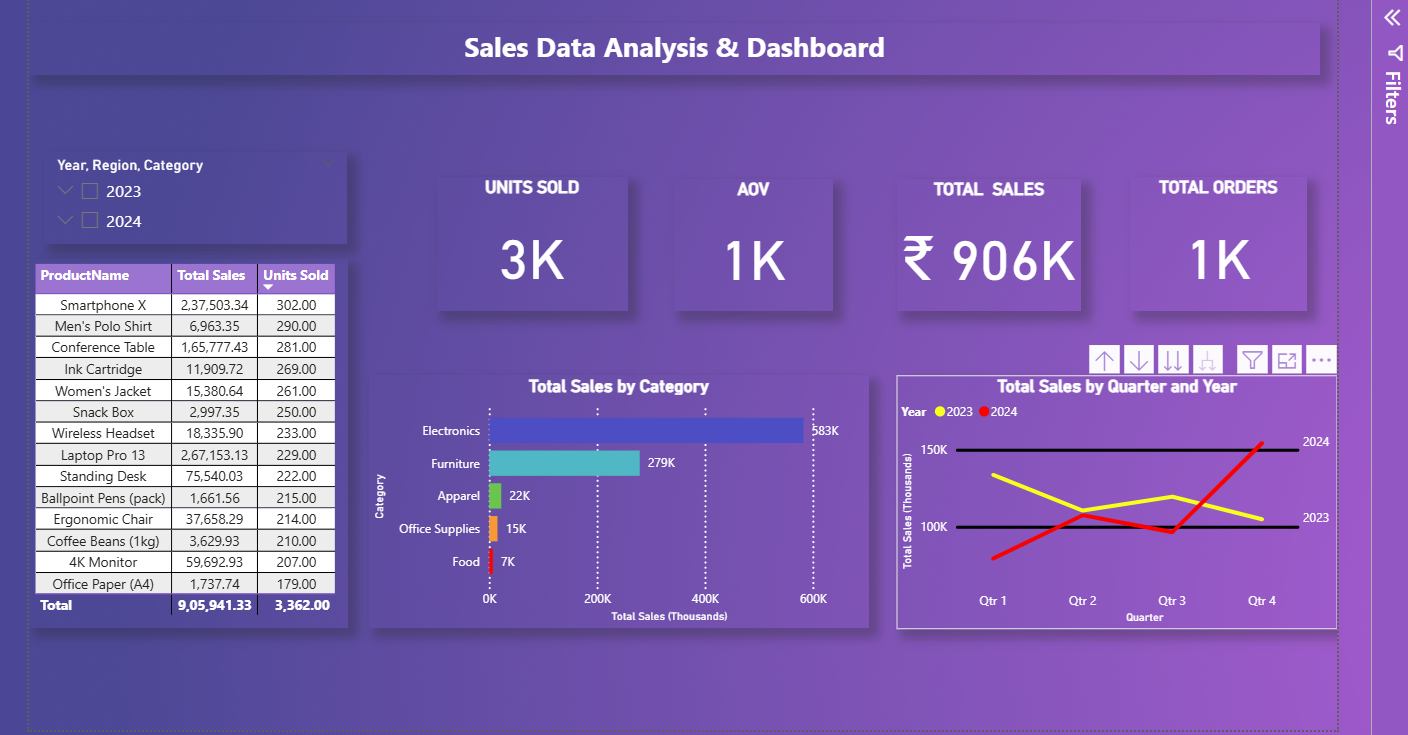 Sales Data Analysis & Dashboard
Filters
Year, Region, Category
2023
2024
UNITS SOLD
3K
AOV
1K
TOTAL SALES
₹ 906K
TOTAL ORDERS
1K
ProductName Total Sales Units Sold
Smartphone X 2,37,503.34 302.00
Men's Polo Shirt 6,963.35 290.00
Conference Table 1,65,777.43 281.00
Ink Cartridge 11,909.72 269.00
Women's Jacket 15,380.64 261.00
Snack Box 2,997.35 250.00
Wireless Headset 18,335.90 233.00
Laptop Pro 13 2,67,153.13 229.00
Standing Desk 75,540.03 222.00
Ballpoint Pens (pack) 1,661.56 215.00
Ergonomic Chair 37,658.29 214.00
Coffee Beans (1kg) 3,629.93 210.00
4K Monitor 59,692.93 207.00
Office Paper (A4) 1,737.74 179.00
Total 9,05,941.33 3,362.00
Total Sales by Category
Category
Electronics 583K
Furniture 279K
Apparel 22K
Office Supplies 15K
Food 7K
0K 200K 400K 600K
Total Sales (Thousands)
Total Sales by Quarter and Year
Year 2023 2024
Total Sales (Thousands)
150K 2024
100K 2023
Qtr 1 Qtr 2 Qtr 3 Qtr 4
Quarter